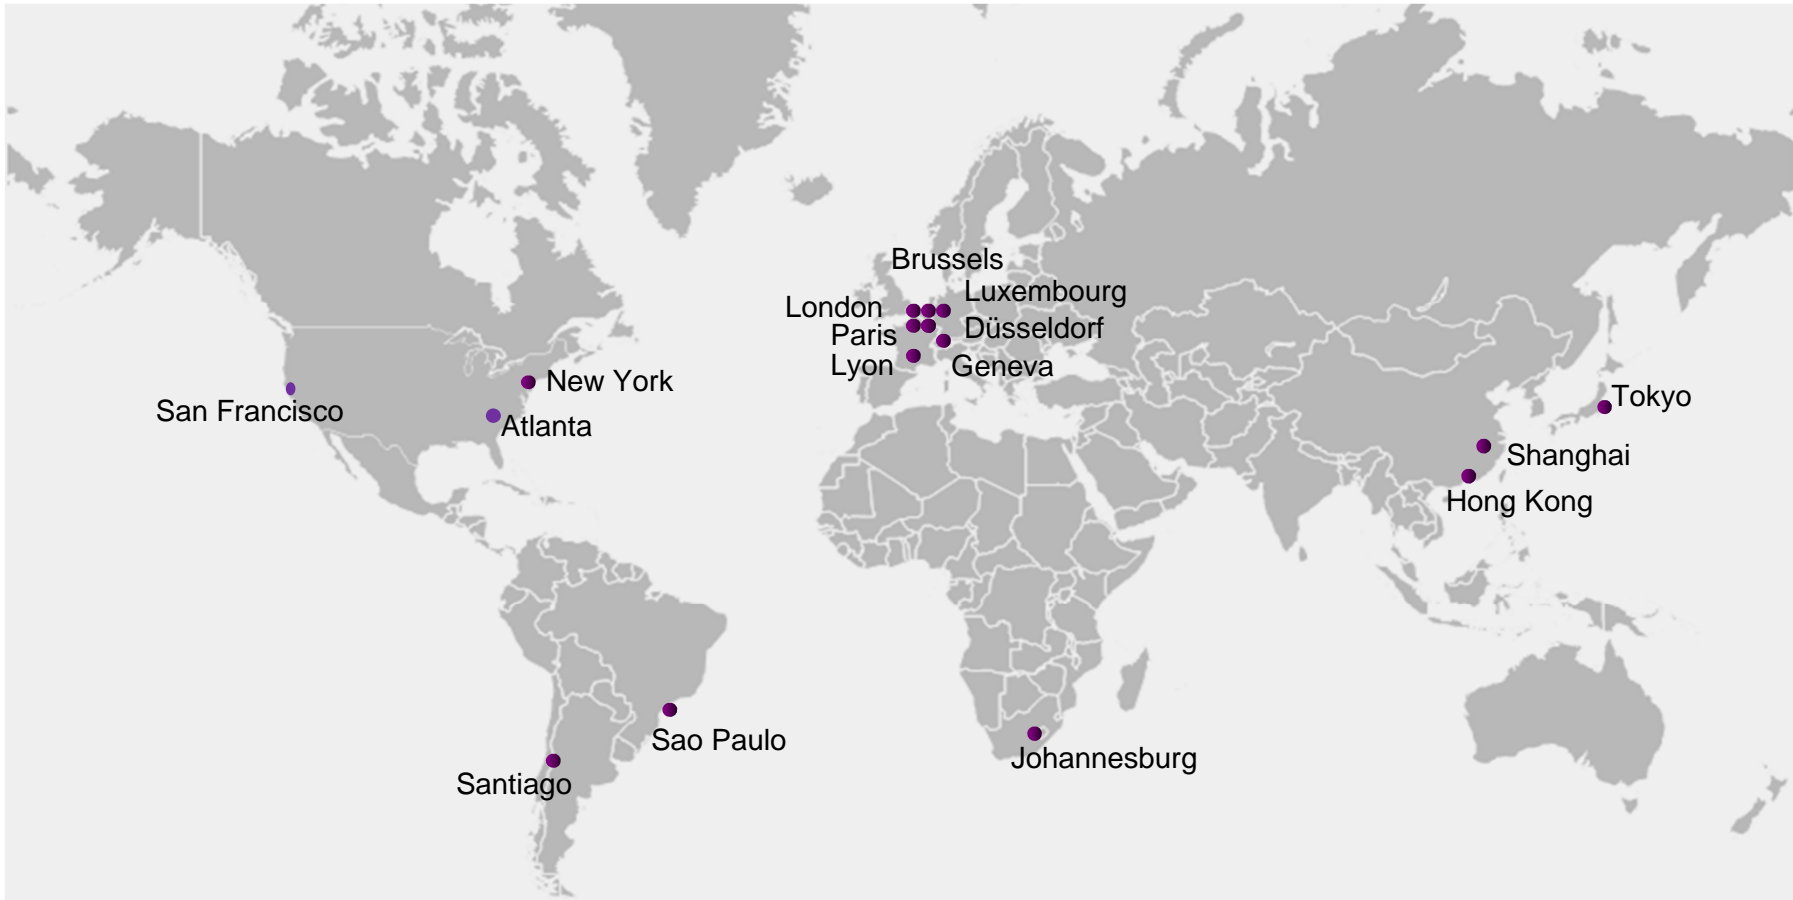 Brussels
Luxembourg
London
Düsseldorf
Paris
Lyon
Geneva
New York
San Francisco
Atlanta
Tokyo
Shanghai
Hong Kong
Sao Paulo
Johannesburg
Santiago